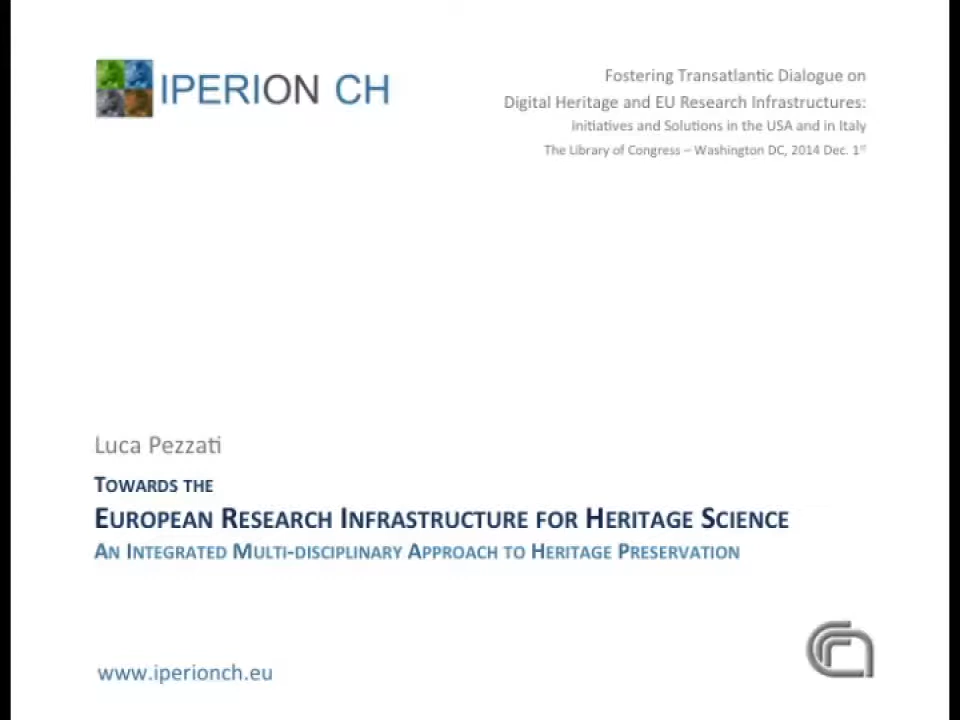 IPERION CH
Fostering Transatlantic Dialogue on
Digital Heritage and EU Research Infrastructures:
Initiatives and Solutions in the USA and in Italy
The Library of Congress – Washington DC, 2014 Dec. 1st
Luca Pezzati
TOWARDS THE
EUROPEAN RESEARCH INFRASTRUCTURE FOR HERITAGE SCIENCE
AN INTEGRATED MULTI-DISCIPLINARY APPROACH TO HERITAGE PRESERVATION
www.iperionch.eu